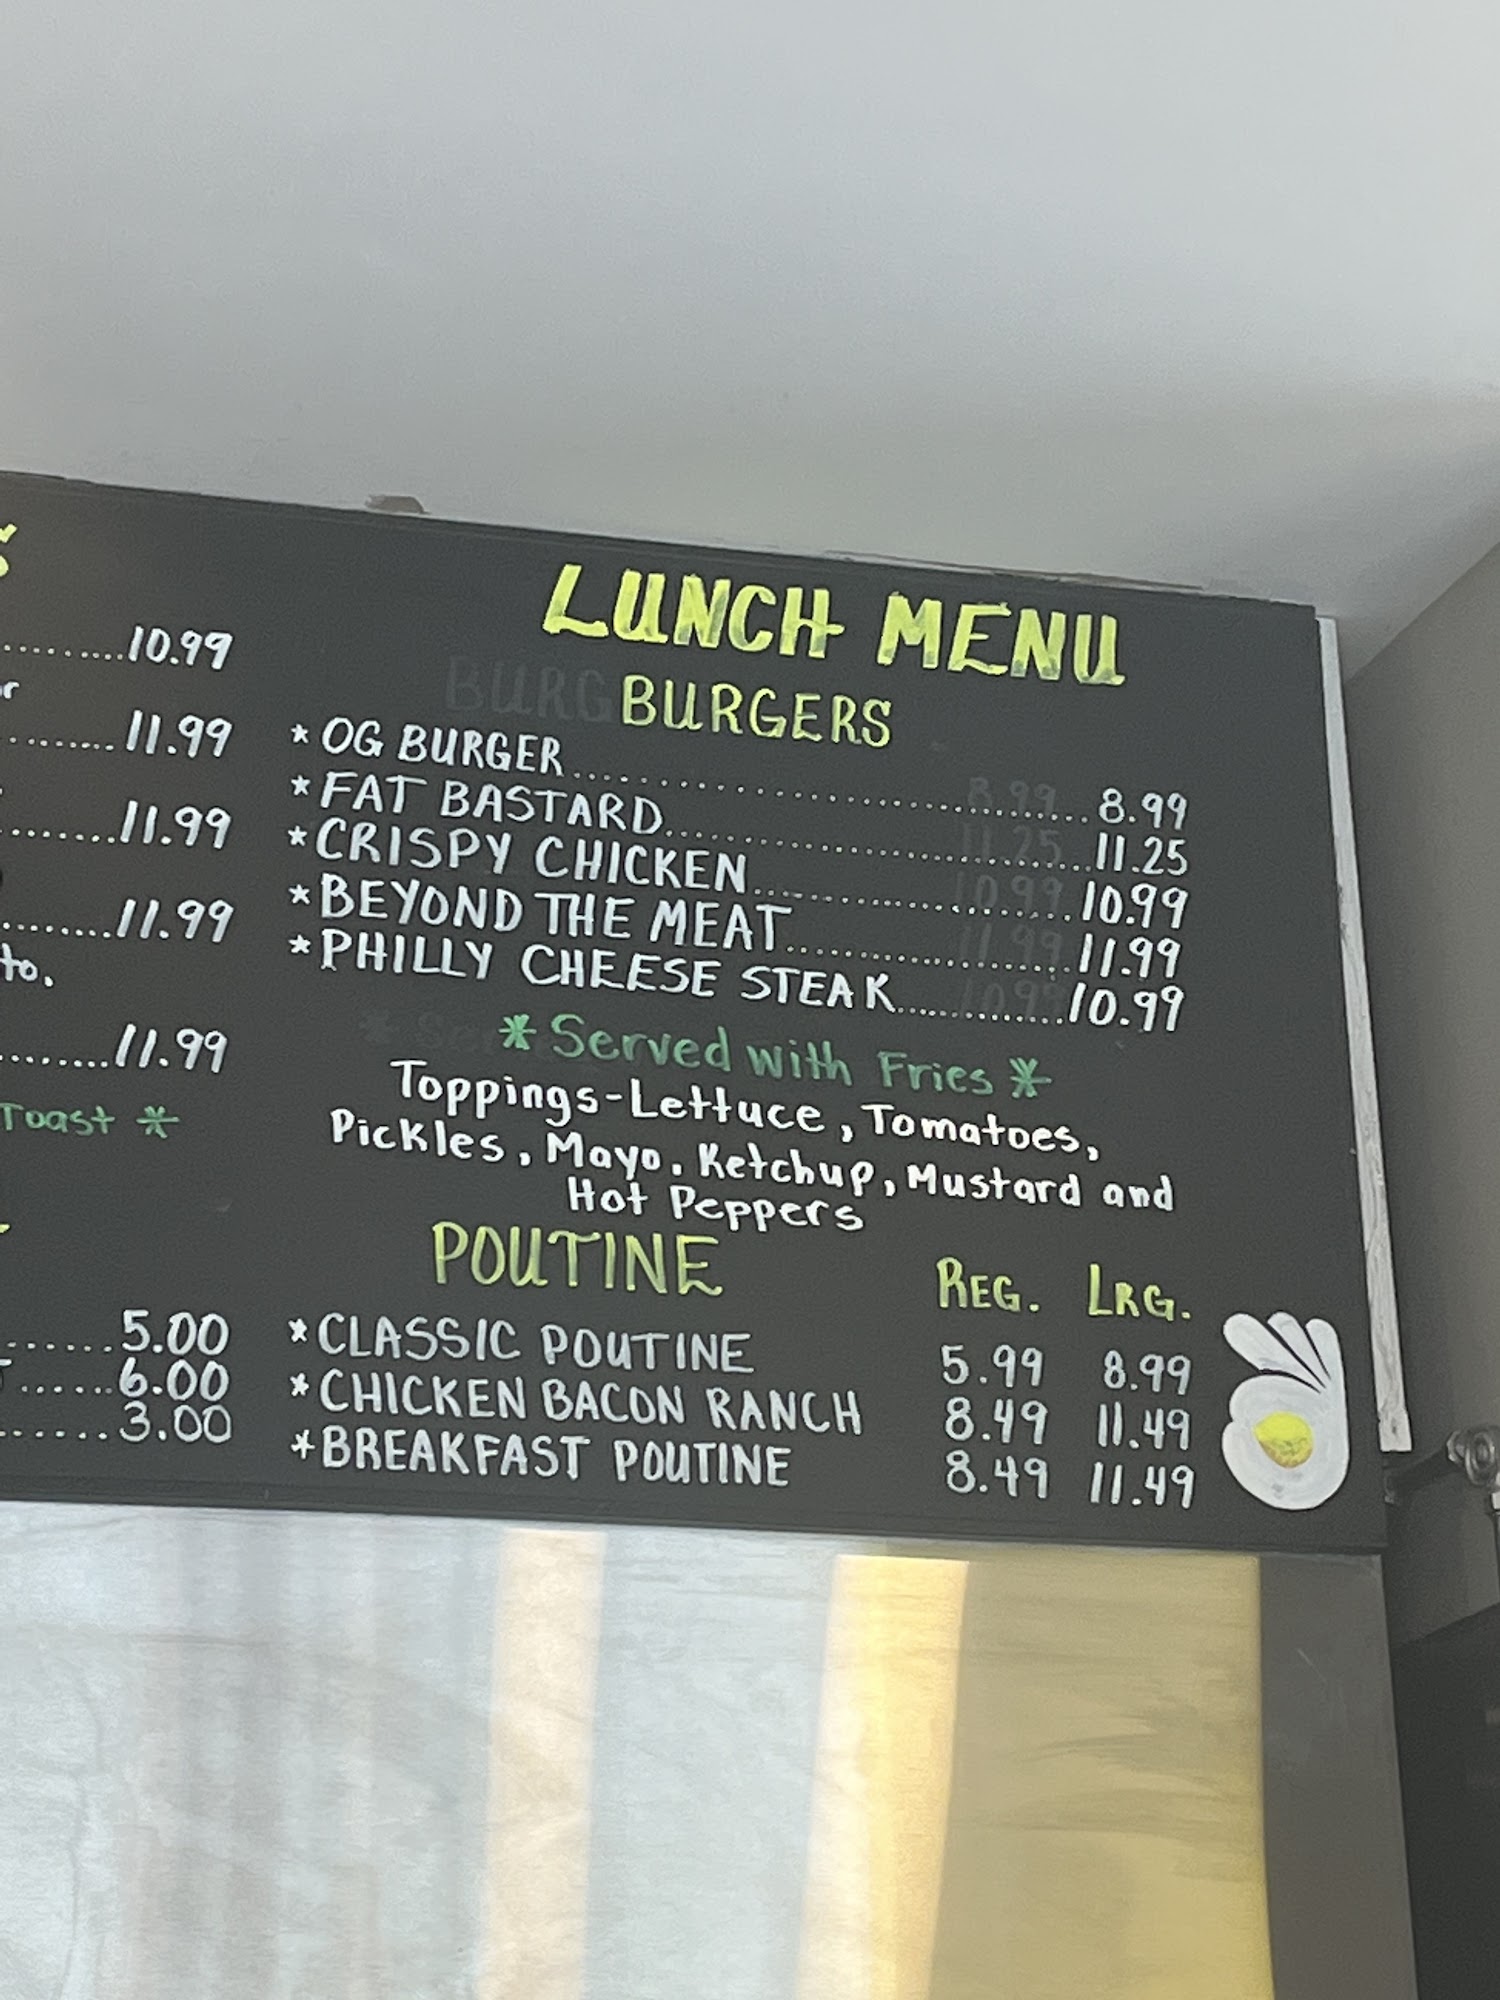 10.99
11.99
11.99
11.99
to.
11.99
Toast *
5.00
6.00
3.00
LUNCH MENU
BURGERS
* OG BURGER 8.99
* FAT BASTARD 11.25
* CRISPY CHICKEN 10.99
* BEYOND THE MEAT 11.99
* PHILLY CHEESE STEAK 10.99
* Served with Fries *
Toppings - Lettuce, Tomatoes,
Pickles, Mayo, Ketchup, Mustard and
Hot Peppers
POUTINE REG. LRG.
* CLASSIC POUTINE 5.99 8.99
* CHICKEN BACON RANCH 8.49 11.49
* BREAKFAST POUTINE 8.49 11.49